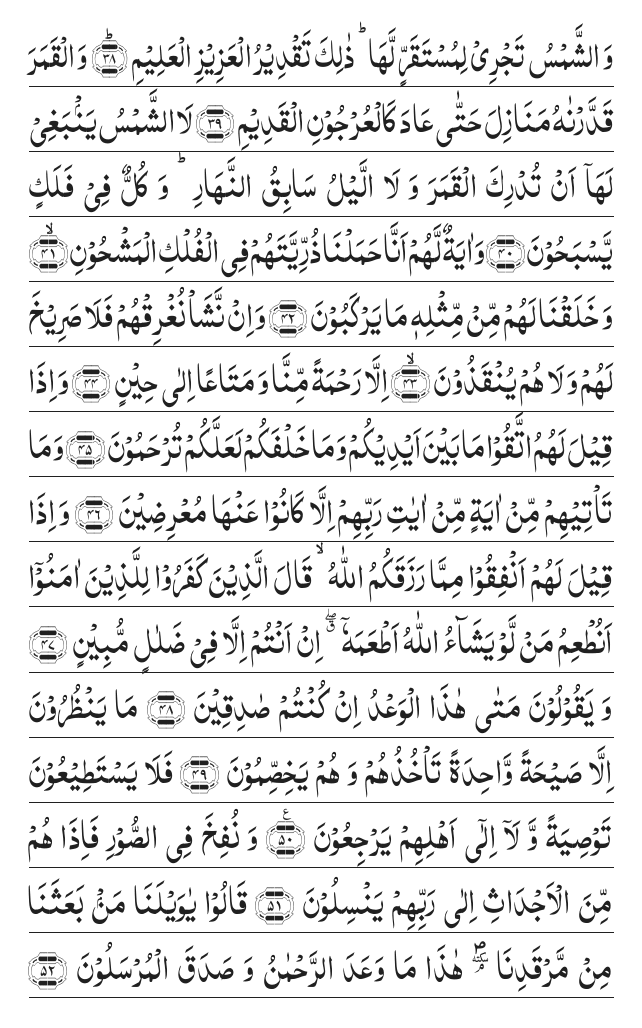 وَالشَّمْسُ تَجْرِىْ لِمُسْتَقَرٍّ لَّهَا ؕ ذٰلِكَ تَقْدِيْرُ الْعَزِيْزِ الْعَلِيْمِ ؕ﴿۳۸﴾ وَالْقَمَرَ
قَدَّرْنٰهُ مَنَازِلَ حَتّٰى عَادَ كَالْعُرْجُوْنِ الْقَدِيْمِ ﴿۳۹﴾ لَا الشَّمْسُ يَنْۢبَغِىْ
لَهَاۤ اَنْ تُدْرِكَ الْقَمَرَ وَ لَا الَّيْلُ سَابِقُ النَّهَارِ ؕ وَ كُلٌّ فِىْ فَلَكٍ
يَّسْبَحُوْنَ ﴿۴۰﴾ وَاٰيَةٌ لَّهُمْ اَنَّا حَمَلْنَا ذُرِّيَّتَهُمْ فِى الْفُلْكِ الْمَشْحُوْنِ ۙ﴿۴۱﴾
وَ خَلَقْنَا لَهُمْ مِّنْ مِّثْلِهٖ مَا يَرْكَبُوْنَ ﴿۴۲﴾ وَاِنْ نَّشَاْ نُغْرِقْهُمْ فَلَا صَرِيْخَ
لَهُمْ وَلَا هُمْ يُنْقَذُوْنَ ۙ﴿۴۳﴾ اِلَّا رَحْمَةً مِّنَّا وَ مَتَاعًا اِلٰى حِيْنٍ ﴿۴۴﴾ وَاِذَا
قِيْلَ لَهُمُ اتَّقُوْا مَا بَيْنَ اَيْدِيْكُمْ وَمَا خَلْفَكُمْ لَعَلَّكُمْ تُرْحَمُوْنَ ﴿۴۵﴾ وَمَا
تَاْتِيْهِمْ مِّنْ اٰيَةٍ مِّنْ اٰيٰتِ رَبِّهِمْ اِلَّا كَانُوْا عَنْهَا مُعْرِضِيْنَ ﴿۴۶﴾ وَاِذَا
قِيْلَ لَهُمْ اَنْفِقُوْا مِمَّا رَزَقَكُمُ اللّٰهُ ۙ قَالَ الَّذِيْنَ كَفَرُوْا لِلَّذِيْنَ اٰمَنُوْۤا
اَنُطْعِمُ مَنْ لَّوْ يَشَآءُ اللّٰهُ اَطْعَمَهٗۤ ۖق اِنْ اَنْتُمْ اِلَّا فِىْ ضَلٰلٍ مُّبِيْنٍ ﴿۴۷﴾
وَ يَقُوْلُوْنَ مَتٰى هٰذَا الْوَعْدُ اِنْ كُنْتُمْ صٰدِقِيْنَ ﴿۴۸﴾ مَا يَنْظُرُوْنَ
اِلَّا صَيْحَةً وَّاحِدَةً تَاْخُذُهُمْ وَ هُمْ يَخِصِّمُوْنَ ﴿۴۹﴾ فَلَا يَسْتَطِيْعُوْنَ
تَوْصِيَةً وَّ لَاۤ اِلٰٓى اَهْلِهِمْ يَرْجِعُوْنَ ﴿۵۰﴾ع وَ نُفِخَ فِى الصُّوْرِ فَاِذَا هُمْ
مِّنَ الْاَجْدَاثِ اِلٰى رَبِّهِمْ يَنْسِلُوْنَ ﴿۵۱﴾ قَالُوْا يٰوَيْلَنَا مَنْۢ بَعَثَنَا
مِنْ مَّرْقَدِنَا ۘؐ هٰذَا مَا وَعَدَ الرَّحْمٰنُ وَ صَدَقَ الْمُرْسَلُوْنَ ﴿۵۲﴾